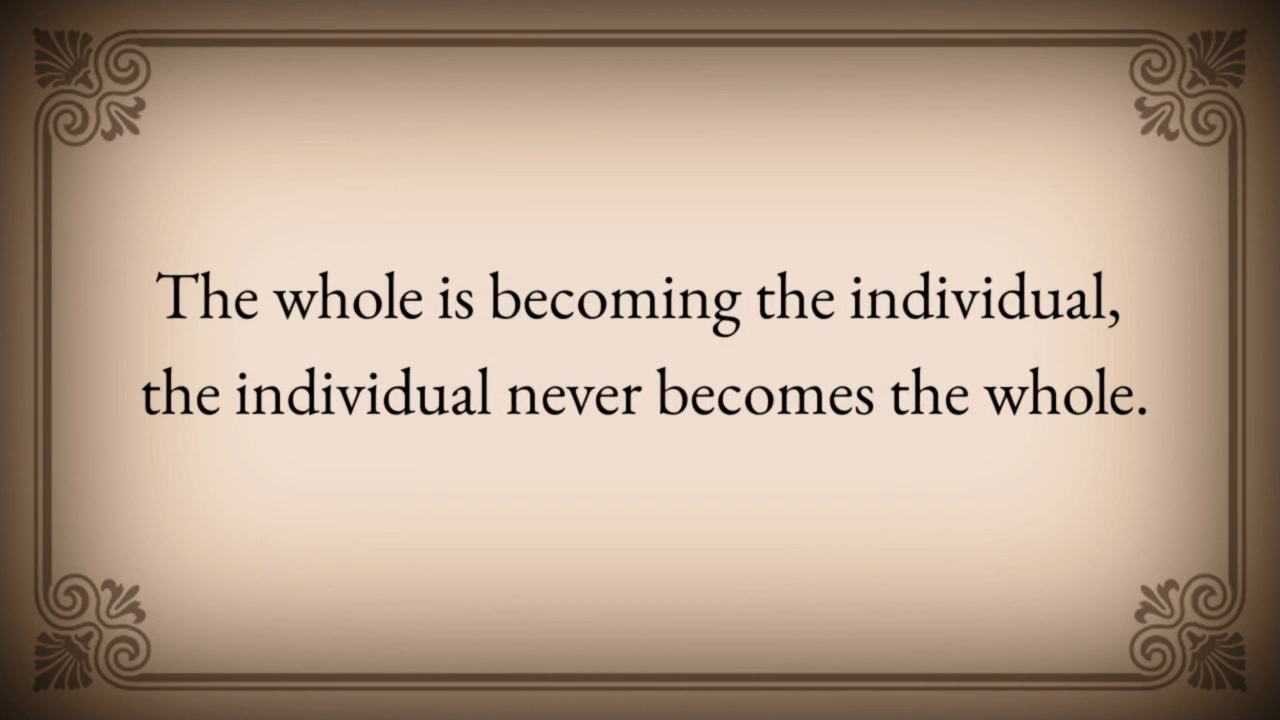 The whole is becoming the individual,
the individual never becomes the whole.